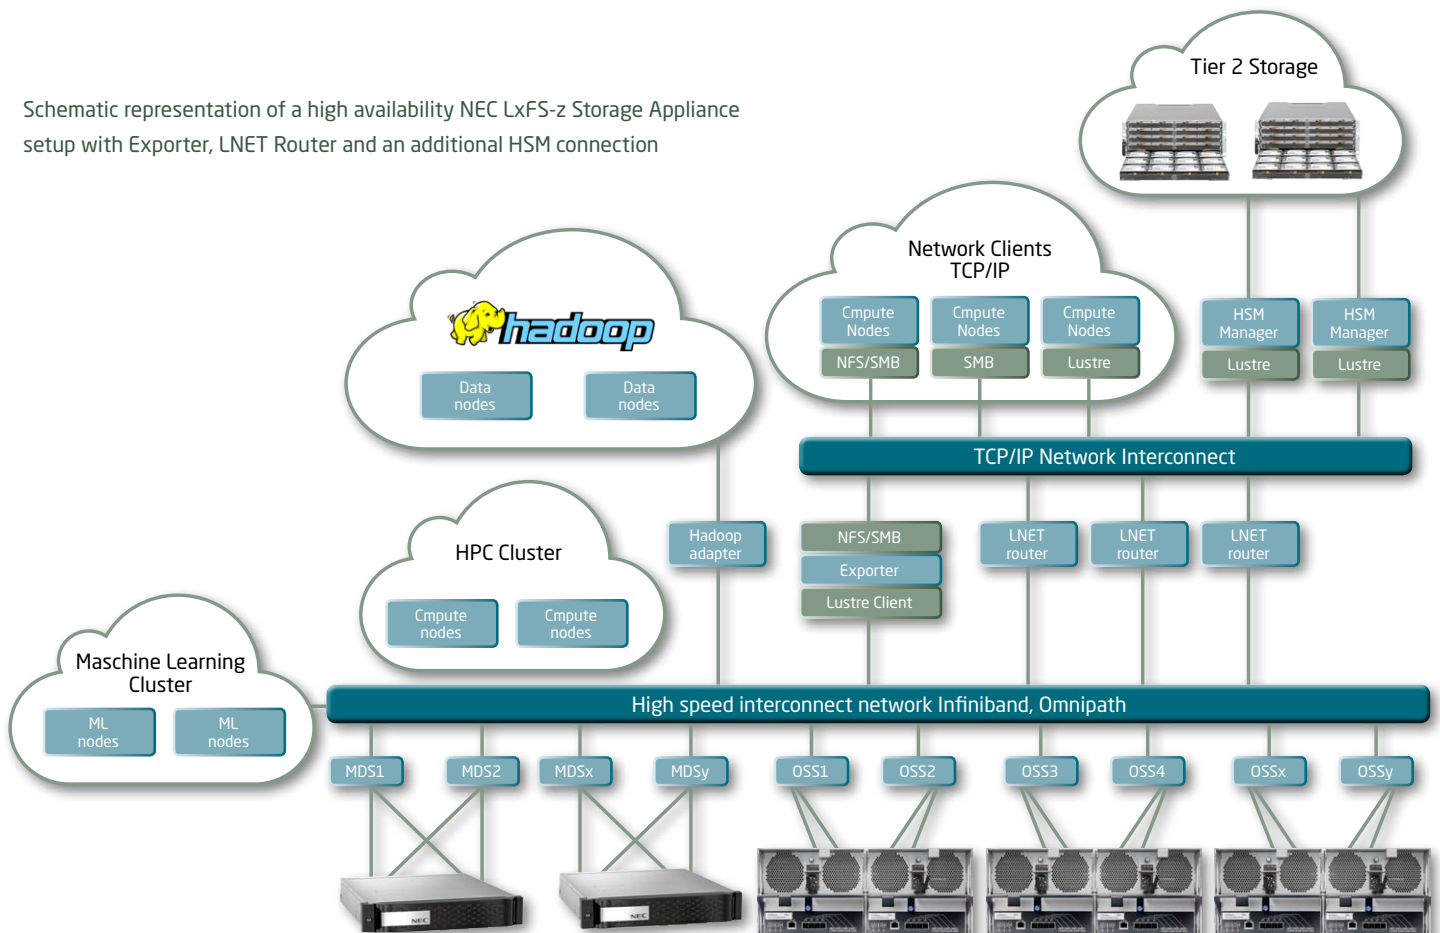 Schematic representation of a high availability NEC LxFS-z Storage Appliance
setup with Exporter, LNET Router and an additional HSM connection
Tier 2 Storage
Network Clients
TCP/IP
Cmpute
Nodes
NFS/SMB
Cmpute
Nodes
SMB
Cmpute
Nodes
Lustre
HSM
Manager
Lustre
HSM
Manager
Lustre
hadoop
Data
nodes
Data
nodes
TCP/IP Network Interconnect
HPC Cluster
Cmpute
nodes
Cmpute
nodes
Hadoop
adapter
NFS/SMB
Exporter
Lustre Client
LNET
router
LNET
router
LNET
router
Maschine Learning
Cluster
ML
nodes
ML
nodes
High speed interconnect network Infiniband, Omnipath
MDS1
MDS2
MDSx
MDSy
OSS1
OSS2
OSS3
OSS4
OSSx
OSSy
NEC
NEC